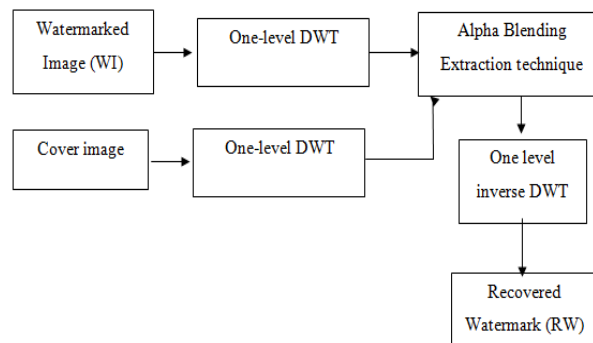 Watermarked
Image (WI)
One-level DWT
Alpha Blending
Extraction technique
Cover image
One-level DWT
One level
inverse DWT
Recovered
Watermark (RW)